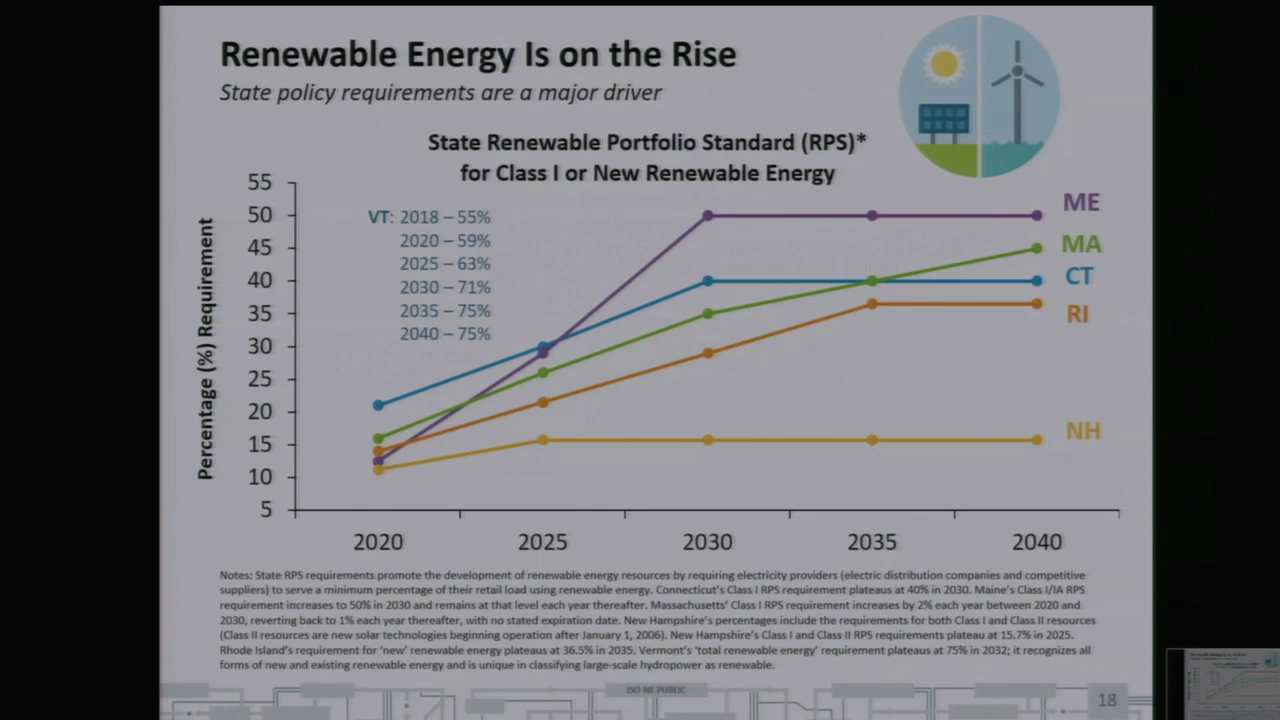 Renewable Energy Is on the Rise
State policy requirements are a major driver
State Renewable Portfolio Standard (RPS)*
for Class I or New Renewable Energy
Percentage (%) Requirement
55
50
45
40
35
30
25
20
15
10
5
VT: 2018 – 55%
2020 – 59%
2025 – 63%
2030 – 71%
2035 – 75%
2040 – 75%
ME
MA
CT
RI
NH
2020 2025 2030 2035 2040
Notes: State RPS requirements promote the development of renewable energy resources by requiring electricity providers (electric distribution companies and competitive
suppliers) to serve a minimum percentage of their retail load using renewable energy. Connecticut's Class I RPS requirement plateaus at 40% in 2030. Maine's Class I/IA RPS
requirement increases to 50% in 2030 and remains at that level each year thereafter. Massachusetts' Class I RPS requirement increases by 2% each year between 2020 and
2030, reverting back to 1% each year thereafter, with no stated expiration date. New Hampshire's percentages include the requirements for both Class I and Class II resources
(Class II resources are new solar technologies beginning operation after January 1, 2006). New Hampshire's Class I and Class II RPS requirements plateau at 15.7% in 2025.
Rhode Island's requirement for 'new' renewable energy plateaus at 36.5% in 2035. Vermont's 'total renewable energy' requirement plateaus at 75% in 2032; it recognizes all
forms of new and existing renewable energy and is unique in classifying large-scale hydropower as renewable.
ISO-NE PUBLIC
18